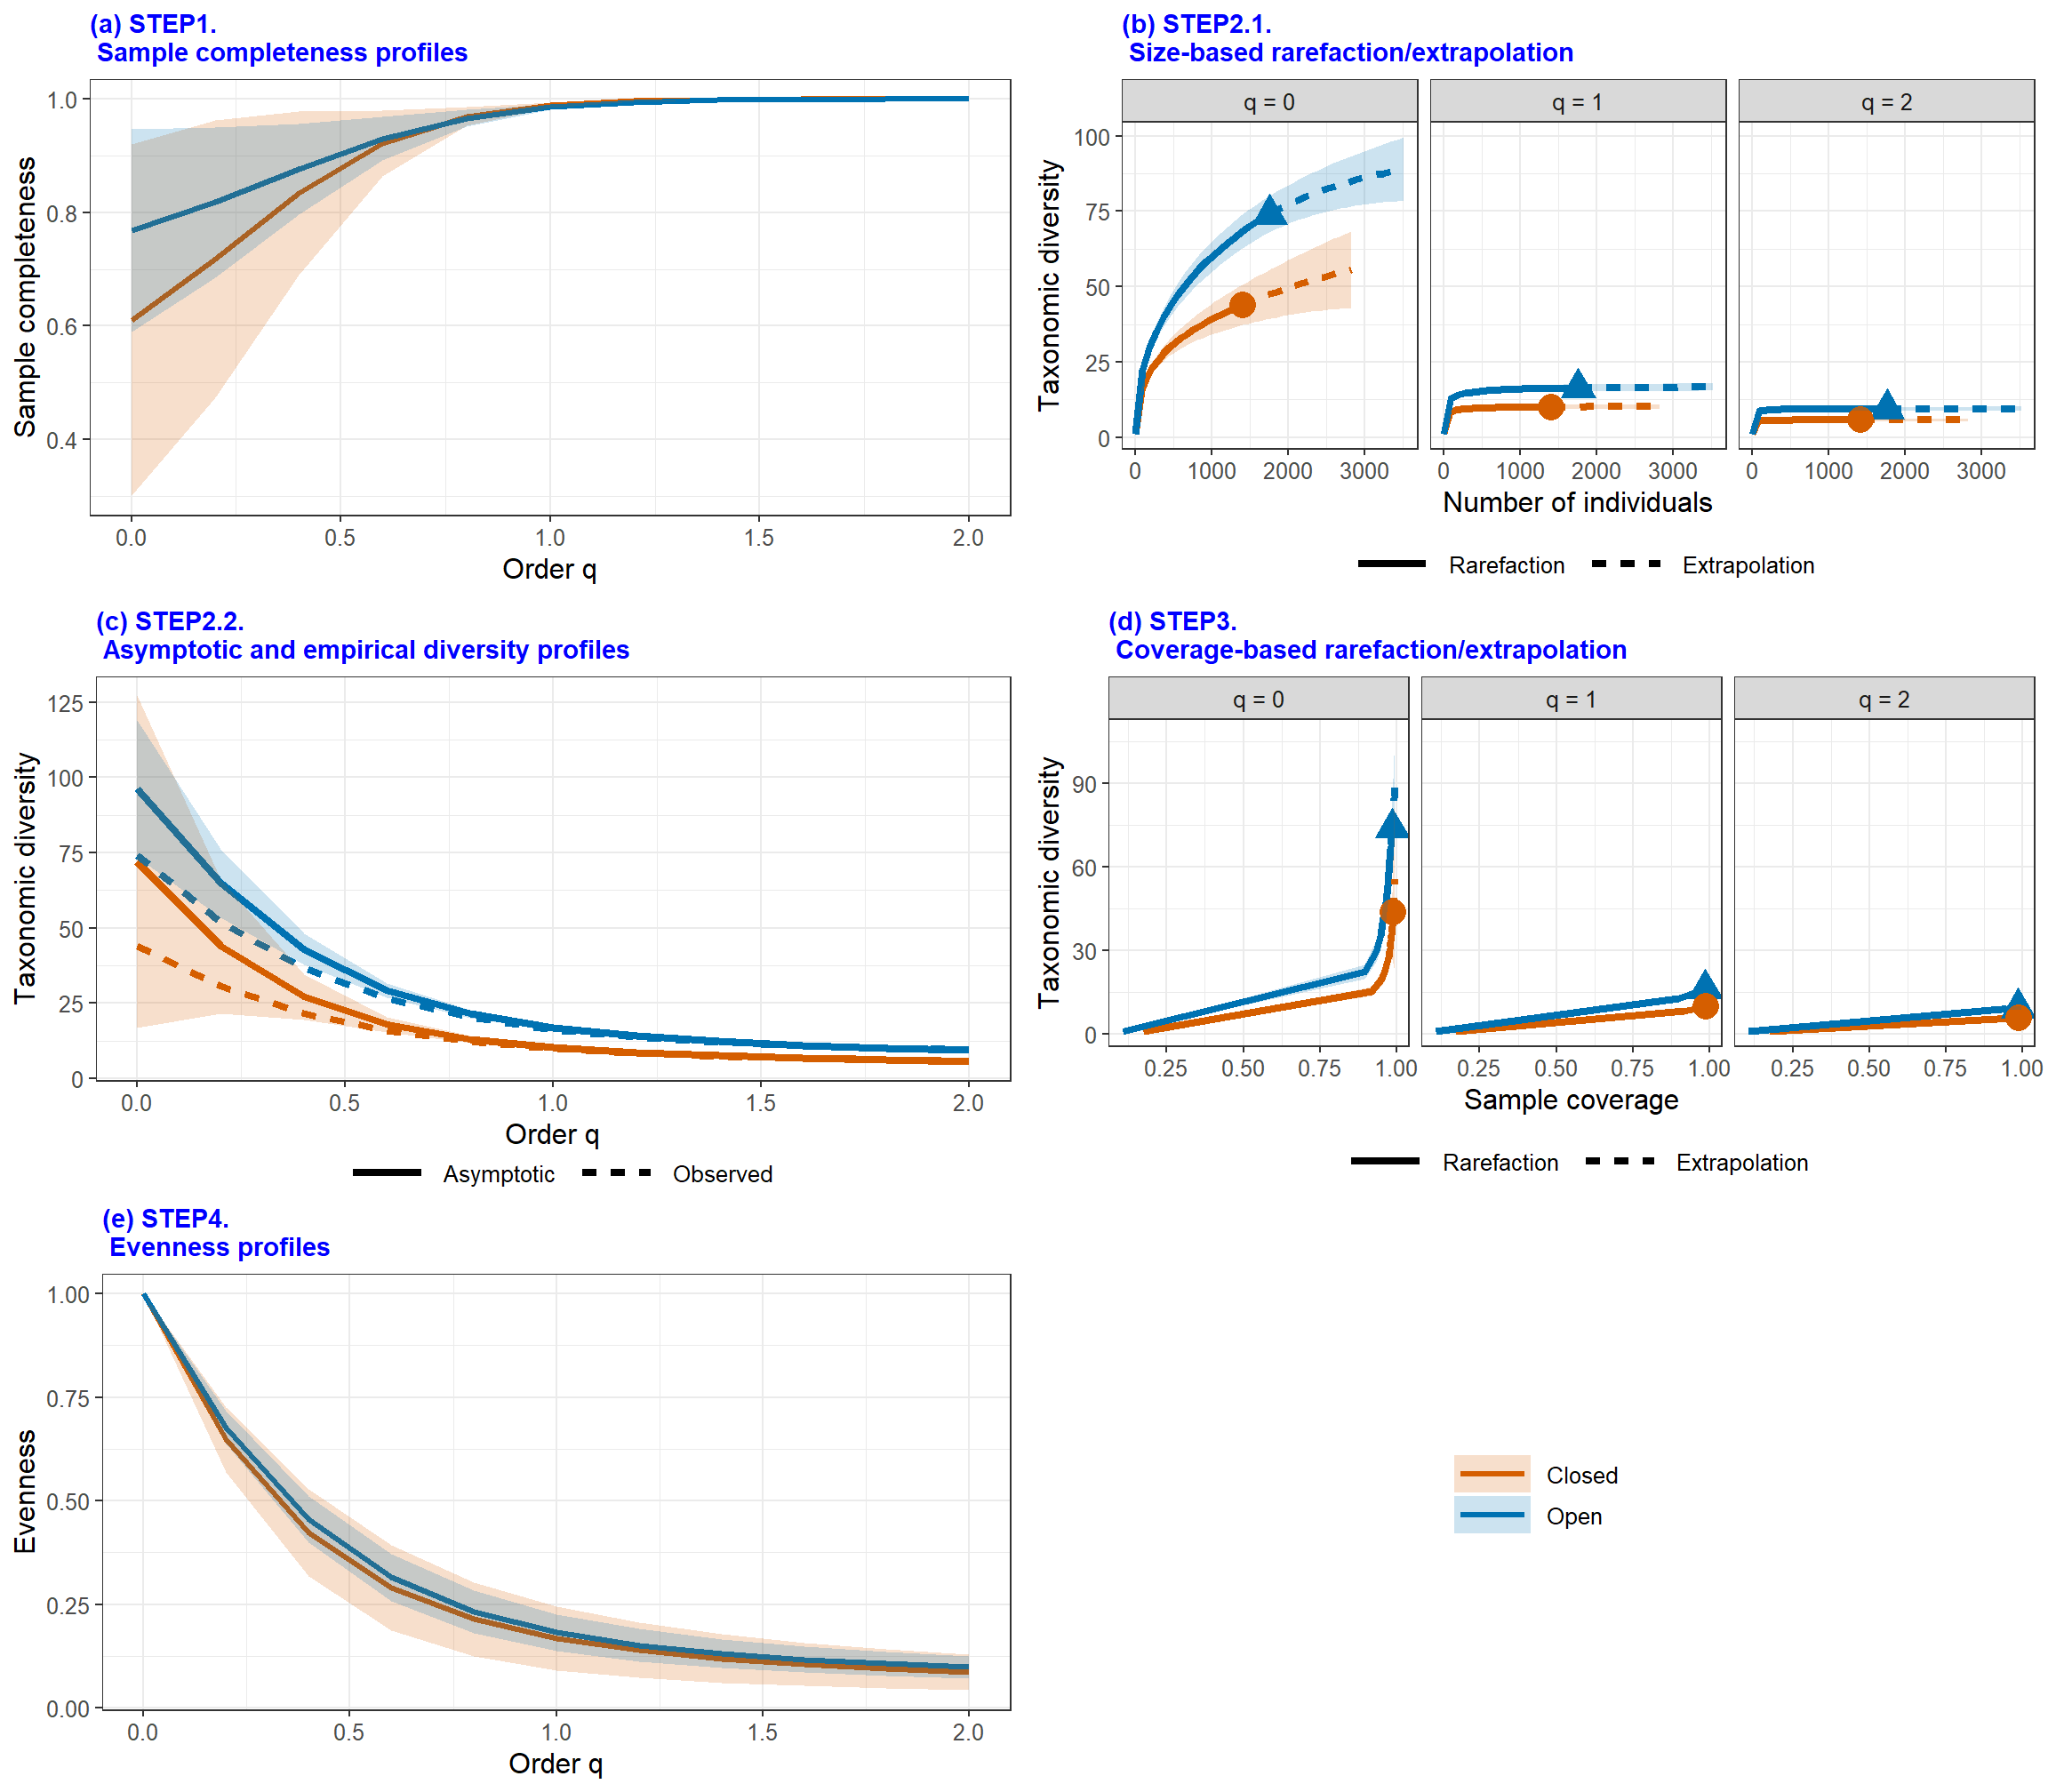 (a) STEP1.
Sample completeness profiles
Sample completeness
1.0
0.8
0.6
0.4
0.0 0.5 1.0 1.5 2.0
Order q
(b) STEP2.1.
Size-based rarefaction/extrapolation
q = 0 q = 1 q = 2
Taxonomic diversity
100
75
50
25
0
0 1000 2000 3000 0 1000 2000 3000 0 1000 2000 3000
Number of individuals
Rarefaction Extrapolation
(c) STEP2.2.
Asymptotic and empirical diversity profiles
Taxonomic diversity
125
100
75
50
25
0
0.0 0.5 1.0 1.5 2.0
Order q
Asymptotic Observed
(d) STEP3.
Coverage-based rarefaction/extrapolation
q = 0 q = 1 q = 2
Taxonomic diversity
90
60
30
0
0.25 0.50 0.75 1.00 0.25 0.50 0.75 1.00 0.25 0.50 0.75 1.00
Sample coverage
Rarefaction Extrapolation
(e) STEP4.
Evenness profiles
Evenness
1.00
0.75
0.50
0.25
0.00
0.0 0.5 1.0 1.5 2.0
Order q
Closed
Open